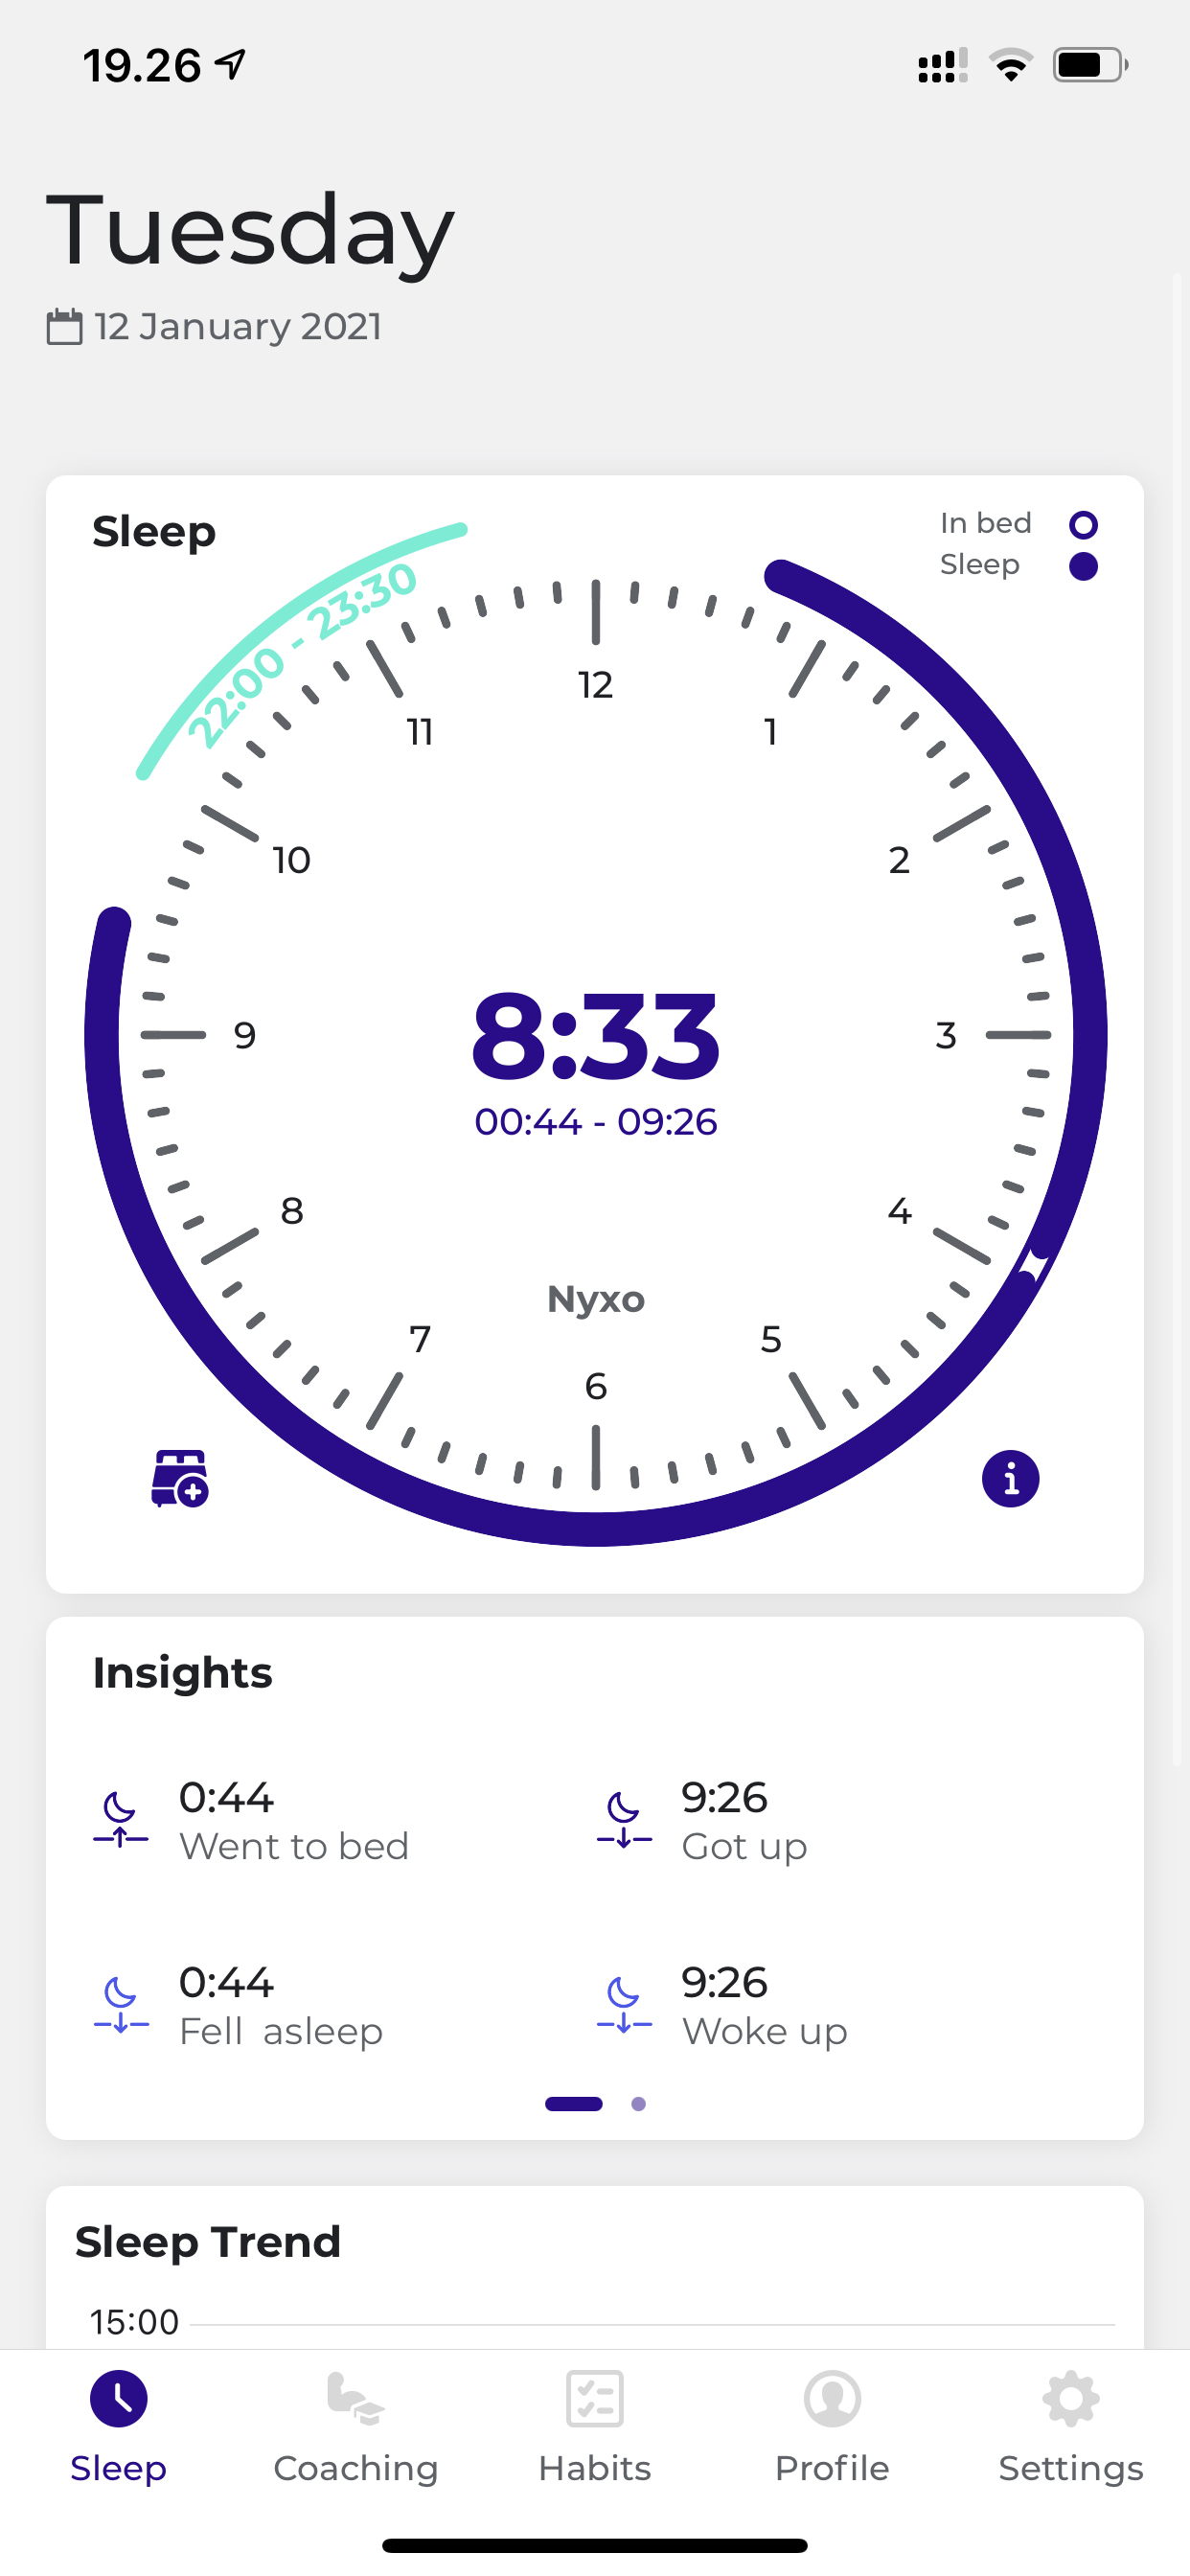 19.26
Tuesday
12 January 2021
Sleep
In bed
Sleep
22:00 - 23:30
12
11
1
10
2
9
3
8:33
00:44 - 09:26
8
4
Nyxo
7
5
6
Insights
0:44
Went to bed
9:26
Got up
0:44
Fell  asleep
9:26
Woke up
Sleep Trend
15:00
Sleep
Coaching
Habits
Profile
Settings